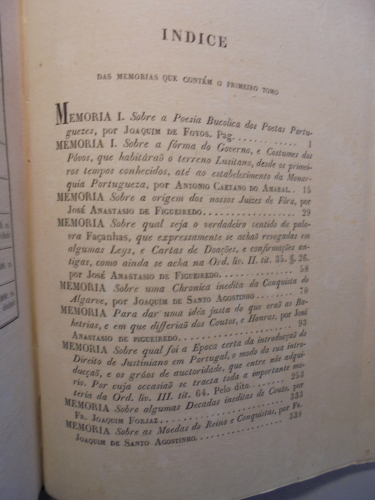 INDICE
DAS MEMORIAS QUE CONTÉM O PRIMEIRO TOMO
MEMORIA I. Sobre a Poesia Bucolica dos Poetas Portu-
guezes, por JOAQUIM DE FOYOS. Pag. 1
MEMORIA I. Sobre a fórma do Governo, e Costumes dos
Póvos, que habitárão o terreno Lusitano, desde os primei-
ros tempos conhecidos, até ao estabelecimento da Monar-
quia Portugueza, por ANTONIO CAETANO DO AMARAL. 15
MEMORIA Sobre a origem dos nossos Juizes de Fóra, por
JOSÉ ANASTASIO DE FIGUEIREDO 29
MEMORIA Sobre qual seja o verdadeiro sentido da pala-
vra Façanhas, que expressamente se achão revogadas em
algumas Leys, e Cartas de Doações, e confirmações an-
tigas, como ainda se acha na Ord. liv. II. tit. 35. §. 26.
por JOSÉ ANASTASIO DE FIGUEIREDO 58
MEMORIA Sobre uma Chronica inedita da Conquista do
Algarve, por JOAQUIM DE SANTO AGOSTINHO 70
MEMORIA Para dar uma idéa justa do que erão as Be-
hetrias, e em que differião dos Coutos, e Honras, por JOSÉ
ANASTASIO DE FIGUEIREDO 93
MEMORIA Sobre qual foi a Epoca certa da introducção do
Direito de Justiniano em Portugal, o modo da sua intro-
ducção, e os gráos de auctoridade, que entre nós adqui-
rio. Por cuja occasião se tracta toda a importante ma-
teria da Ord. liv. III. tit. 64. Pelo dito 253
MEMORIA Sobre algumas Decadas ineditas de Couto, por
FR. JOAQUIM FORJAZ 333
MEMORIA Sobre as Moedas do Reino e Conquistas, por FR.
JOAQUIM DE SANTO AGOSTINHO